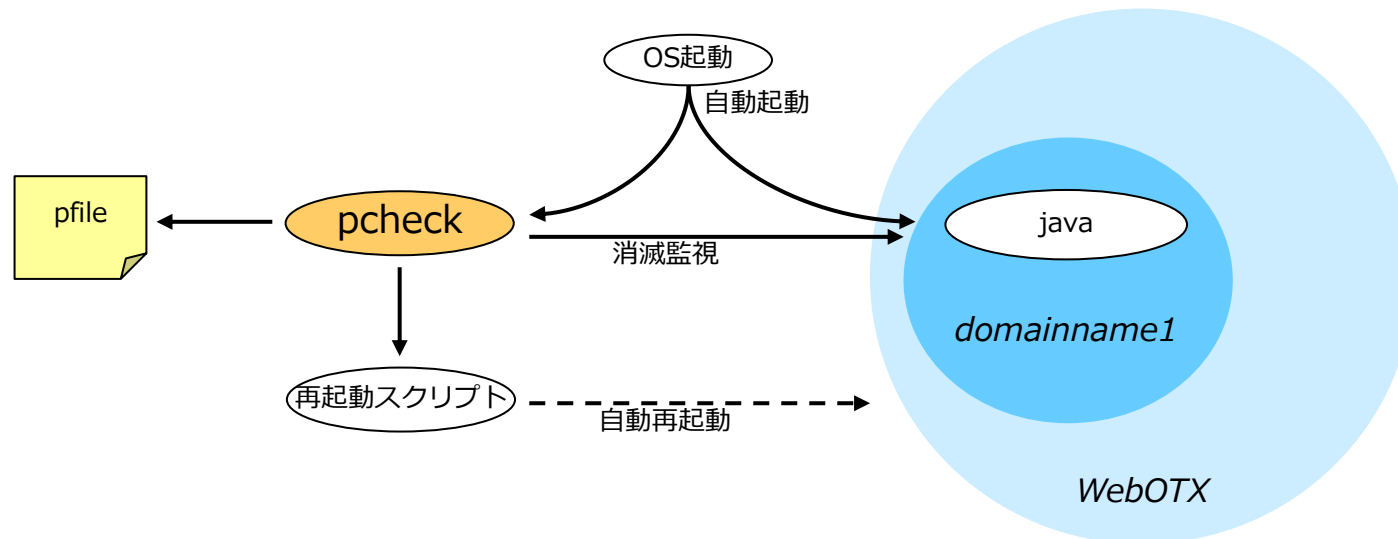 OS起動
自動起動
pfile
pcheck
java
消滅監視
domainname1
再起動スクリプト
自動再起動
WebOTX